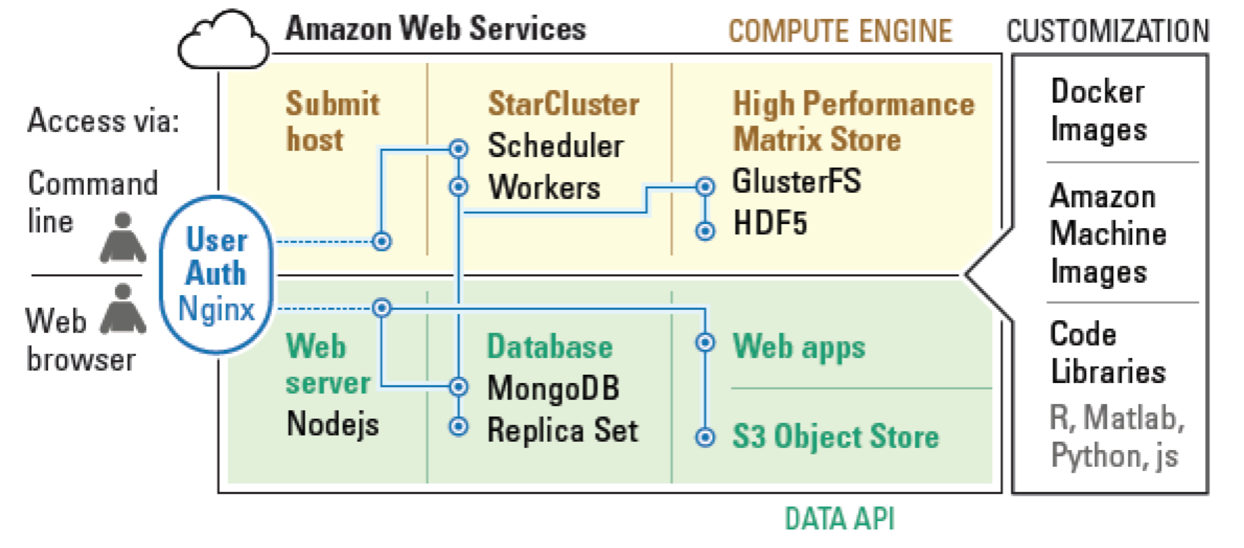 Amazon Web Services
COMPUTE ENGINE
CUSTOMIZATION
Access via:
Command
line
Web
browser
User
Auth
Nginx
Submit
host
StarCluster
Scheduler
Workers
High Performance
Matrix Store
GlusterFS
HDF5
Web
server
Nodejs
Database
MongoDB
Replica Set
Web apps
S3 Object Store
DATA API
Docker
Images
Amazon
Machine
Images
Code
Libraries
R, Matlab,
Python, js